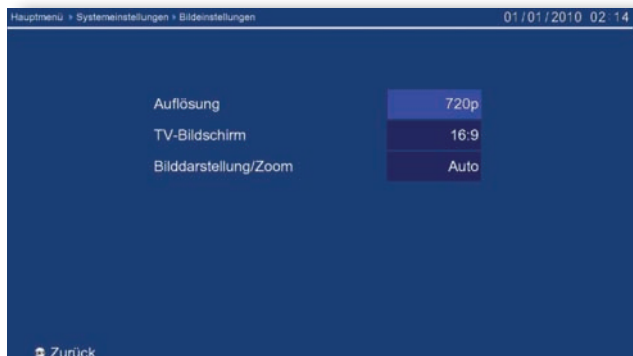 Hauptmenü › Systemeinstellungen › Bildeinstellungen 01/01/2010 02:14
Auflösung 720p
TV-Bildschirm 16:9
Bilddarstellung/Zoom Auto
Zurück